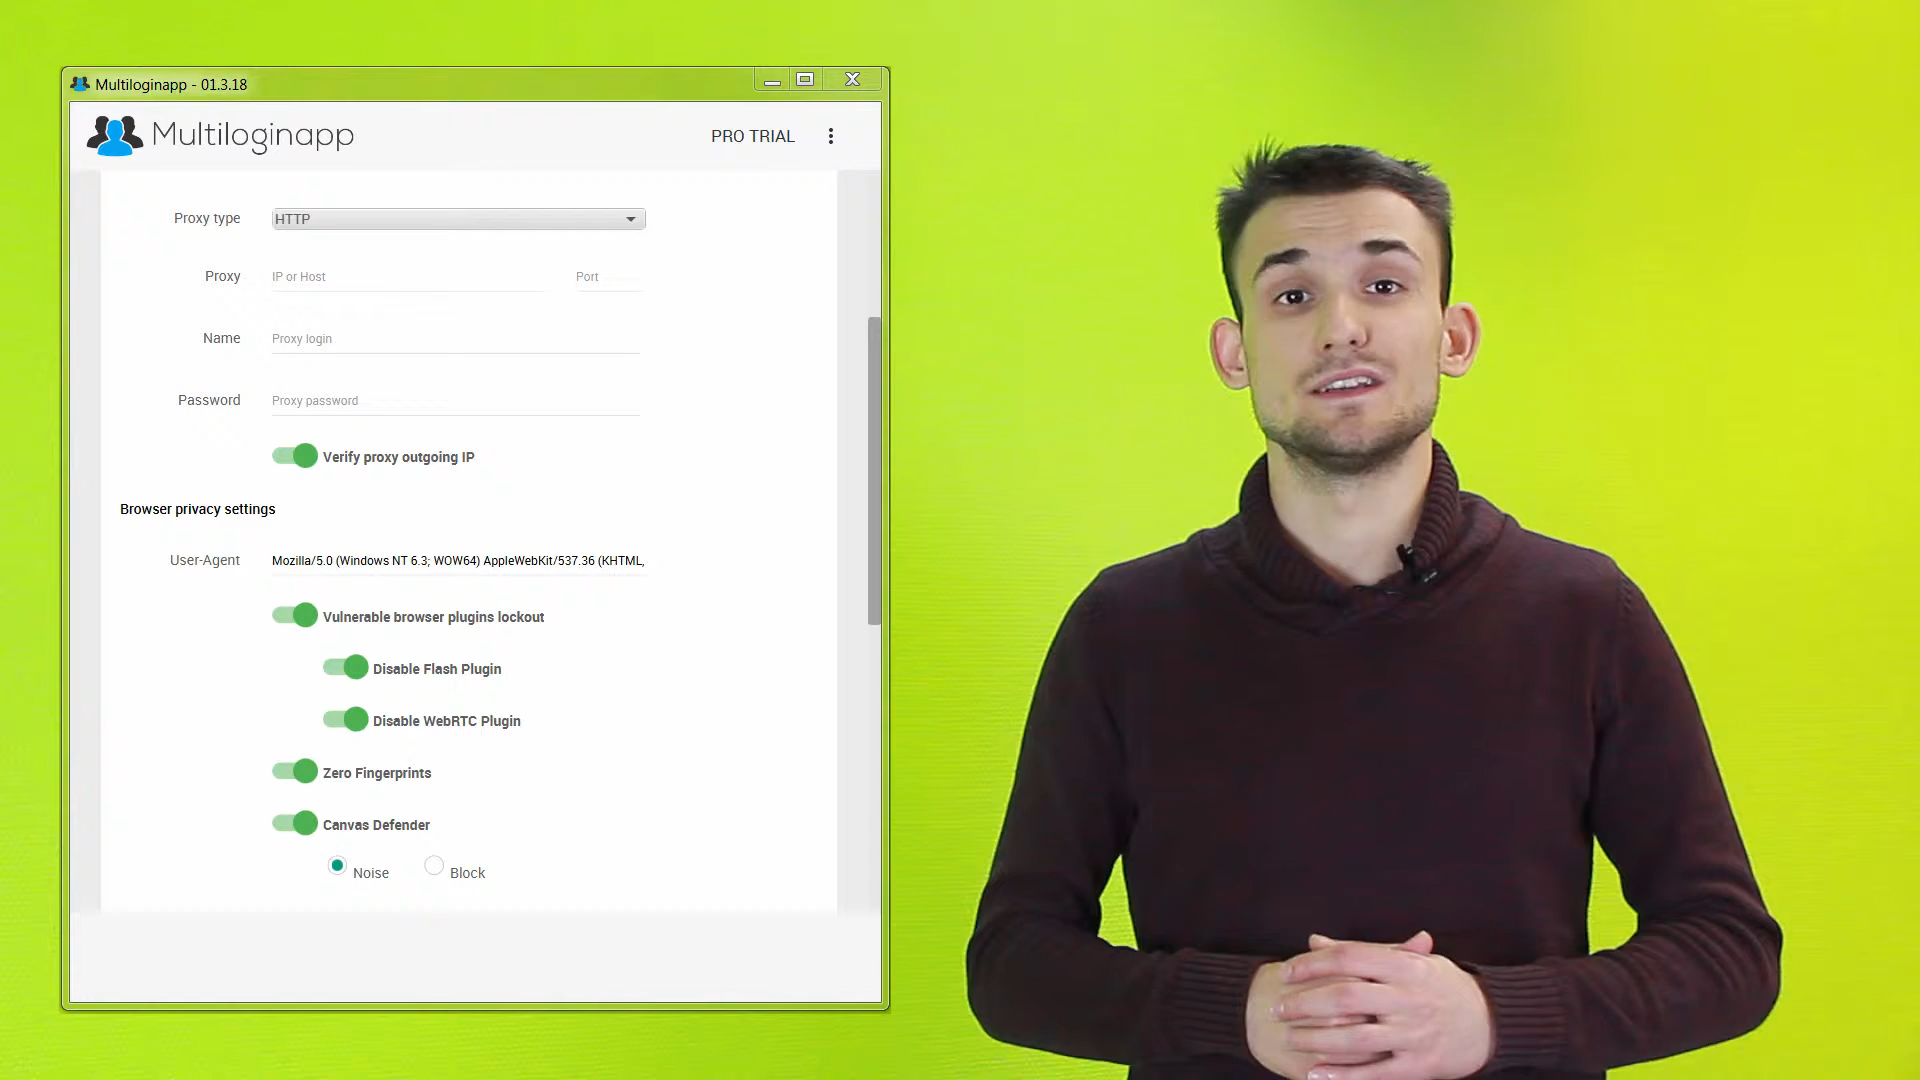 Multiloginapp - 01.3.18
Multiloginapp
PRO TRIAL
Proxy type HTTP
Proxy IP or Host Port
Name Proxy login
Password Proxy password
Verify proxy outgoing IP
Browser privacy settings
User-Agent Mozilla/5.0 (Windows NT 6.3; WOW64) AppleWebKit/537.36 (KHTML,
Vulnerable browser plugins lockout
Disable Flash Plugin
Disable WebRTC Plugin
Zero Fingerprints
Canvas Defender
Noise Block